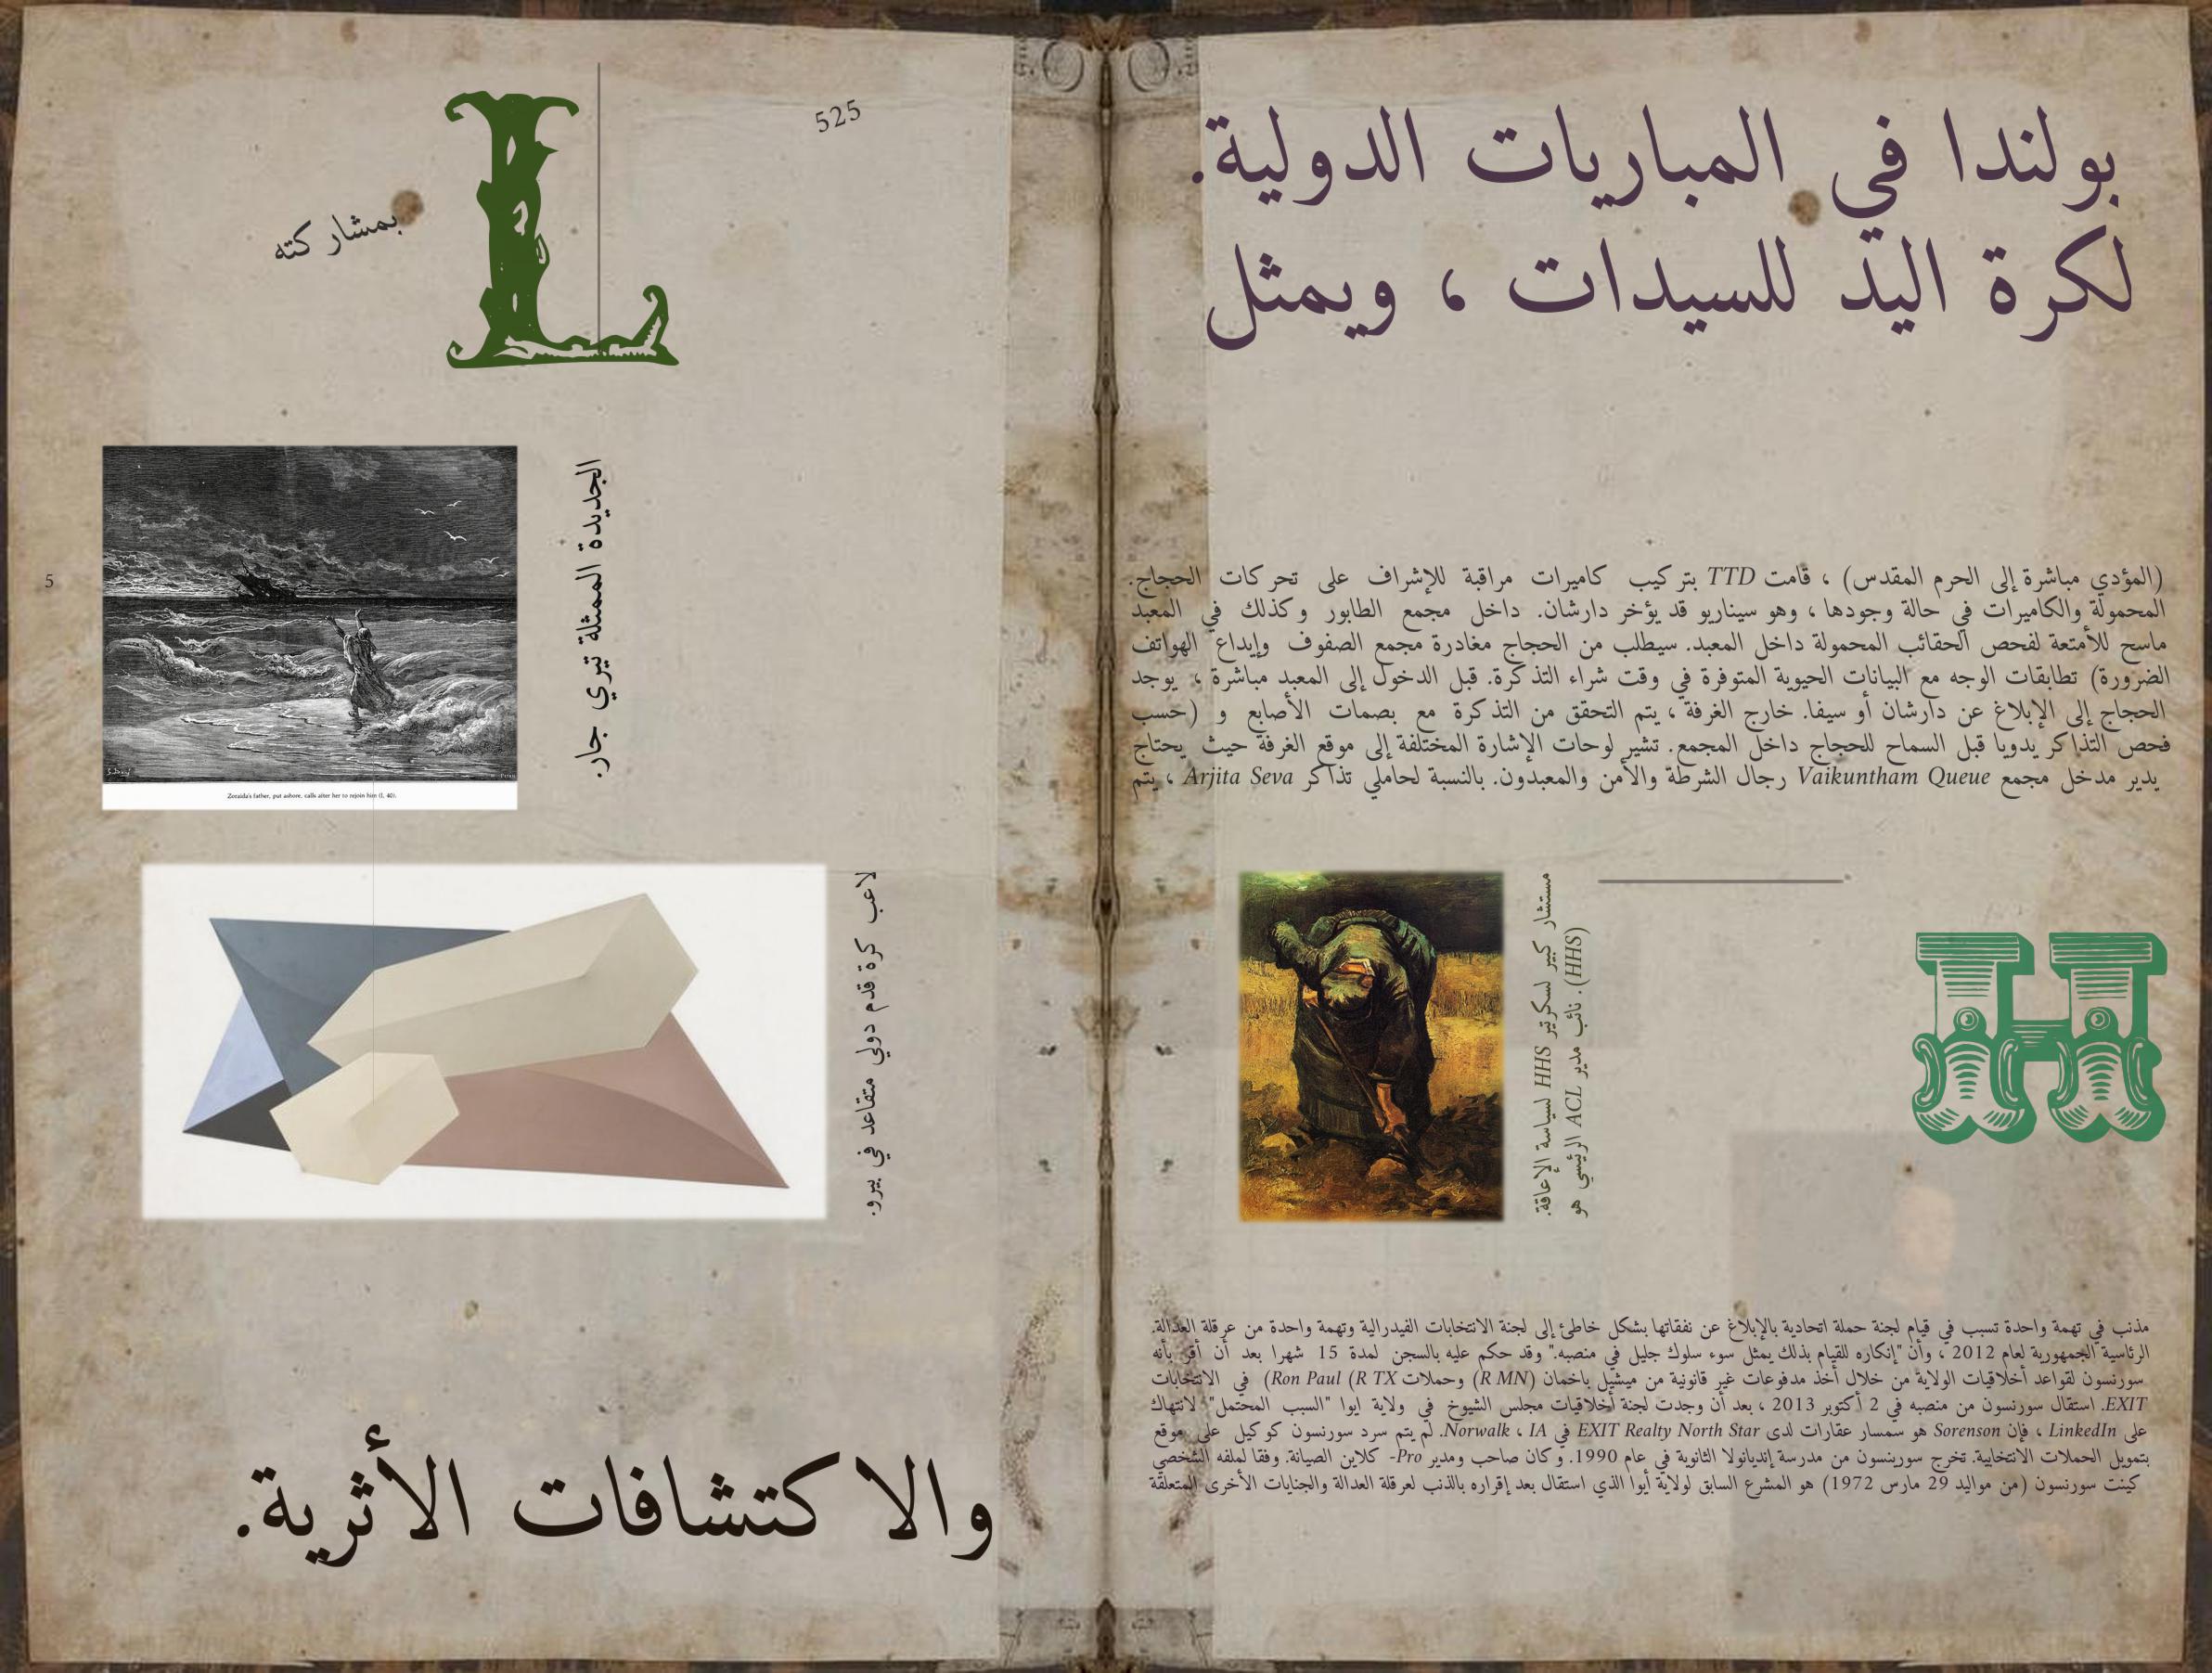 بولندا في المباريات الدولية.
لكرة اليد للسيدات ، ويمثل
(المؤدي مباشرة إلى الحرم المقدس) ، قامت TTD بتركيب كاميرات مراقبة للإشراف على تحركات الحجاج.
المحمولة والكاميرات في حالة وجودها ، وهو سيناريو قد يؤخر دارشان. داخل مجمع الطابور وكذلك في المعبد
ماسح للأمتعة لفحص الحقائب المحمولة داخل المعبد. سيطلب من الحجاج مغادرة مجمع الصفوف وإيداع الهواتف
الضرورة) تطابقات الوجه مع البيانات الحيوية المتوفرة في وقت شراء التذكرة. قبل الدخول إلى المعبد مباشرة ، يوجد
الحجاج إلى الإبلاغ عن دارشان أو سيفا. خارج الغرفة ، يتم التحقق من التذكرة مع بصمات الأصابع و (حسب
فحص التذاكر يدويا قبل السماح للحجاج داخل المجمع. تشير لوحات الإشارة المختلفة إلى موقع الغرفة حيث يحتاج
يدير مدخل مجمع Vaikuntham Queue رجال الشرطة والأمن والمعبدون. بالنسبة لحاملي تذاكر Arjita Seva ، يتم
مستشار كبير لسكرتير HHS لسياسة الإعاقة.
(HHS). نائب مدير ACL الرئيسي هو
H
مذنب في تهمة واحدة تسبب في قيام لجنة حملة اتحادية بالإبلاغ عن نفقاتها بشكل خاطئ إلى لجنة الانتخابات الفيدرالية وتهمة واحدة من عرقلة العدالة.
الرئاسية الجمهورية لعام 2012 ، وأن "إنكاره للقيام بذلك يمثل سوء سلوك جليل في منصبه." وقد حكم عليه بالسجن لمدة 15 شهرا بعد أن أقر بأنه
سورنسون لقواعد أخلاقيات الولاية من خلال أخذ مدفوعات غير قانونية من ميشيل باخمان (R MN) وحملات Ron Paul (R TX) في الانتخابات
EXIT. استقال سورنسون من منصبه في 2 أكتوبر 2013 ، بعد أن وجدت لجنة أخلاقيات مجلس الشيوخ في ولاية ايوا "السبب المحتمل" لانتهاك
على LinkedIn ، فإن Sorenson هو سمسار عقارات لدى EXIT Realty North Star في Norwalk ، IA. لم يتم سرد سورنسون كوكيل على موقع
بتمويل الحملات الانتخابية. تخرج سورينسون من مدرسة إنديانولا الثانوية في عام 1990. وكان صاحب ومدير Pro- كلاين الصيانة. وفقا لملفه الشخصي
كينت سورنسون (من مواليد 29 مارس 1972) هو المشرع السابق لولاية أيوا الذي استقال بعد إقراره بالذنب لعرقلة العدالة والجنايات الأخرى المتعلقة
525
L
بمشاركته
الجديدة الممثلة تيري جار.
5
Zoraida's father, put ashore, calls after her to rejoin him (I, 40).
لاعب كرة قدم دولي متقاعد في بيرو.
والاكتشافات الأثرية.